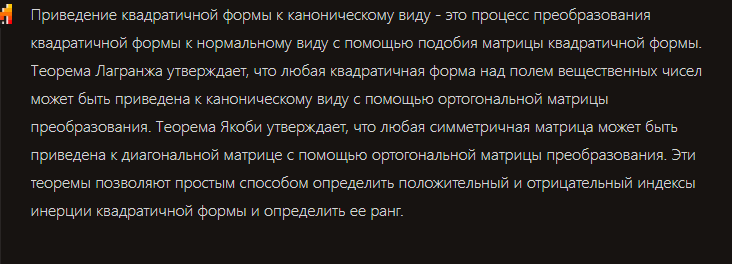 Приведение квадратичной формы к каноническому виду - это процесс преобразования
квадратичной формы к нормальному виду с помощью подобия матрицы квадратичной формы.
Теорема Лагранжа утверждает, что любая квадратичная форма над полем вещественных чисел
может быть приведена к каноническому виду с помощью ортогональной матрицы
преобразования. Теорема Якоби утверждает, что любая симметричная матрица может быть
приведена к диагональной матрице с помощью ортогональной матрицы преобразования. Эти
теоремы позволяют простым способом определить положительный и отрицательный индексы
инерции квадратичной формы и определить ее ранг.